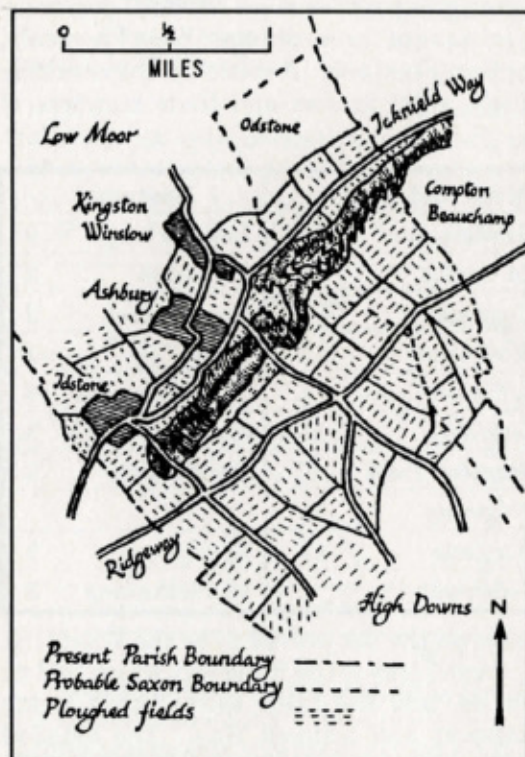 0 ½ 1
MILES
Low Moor
Odstone
Icknield Way
Kingston
Winslow
Compton
Beauchamp
Ashbury
Idstone
Ridgeway
High Downs
N
Present Parish Boundary
Probable Saxon Boundary
Ploughed fields